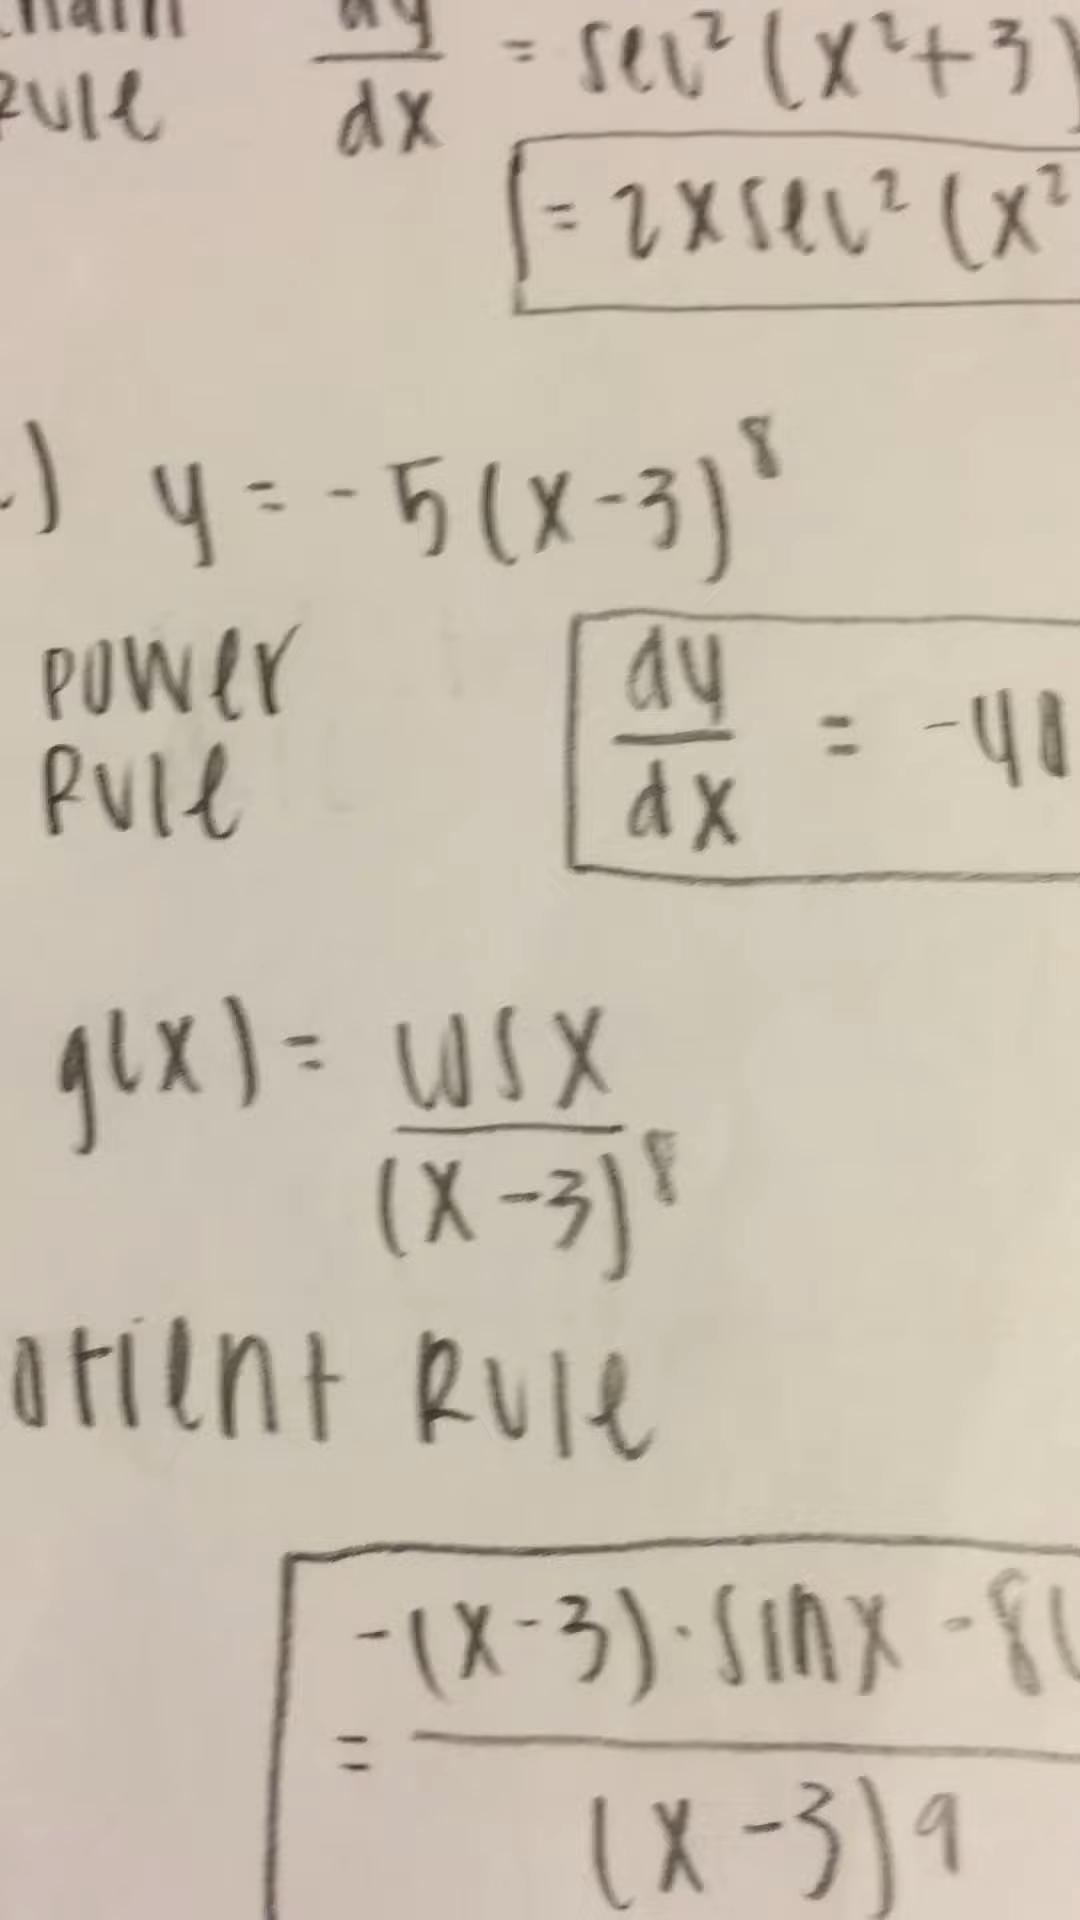 Rule dy/dx = sec²(x²+3)
= 2x sec²(x²
.) y = -5(x-3)⁸
Power
Rule
dy/dx = -40
g(x) = cos x/(x-3)⁸
otient Rule
= -(x-3)·sinx - 8(/(x-3)9